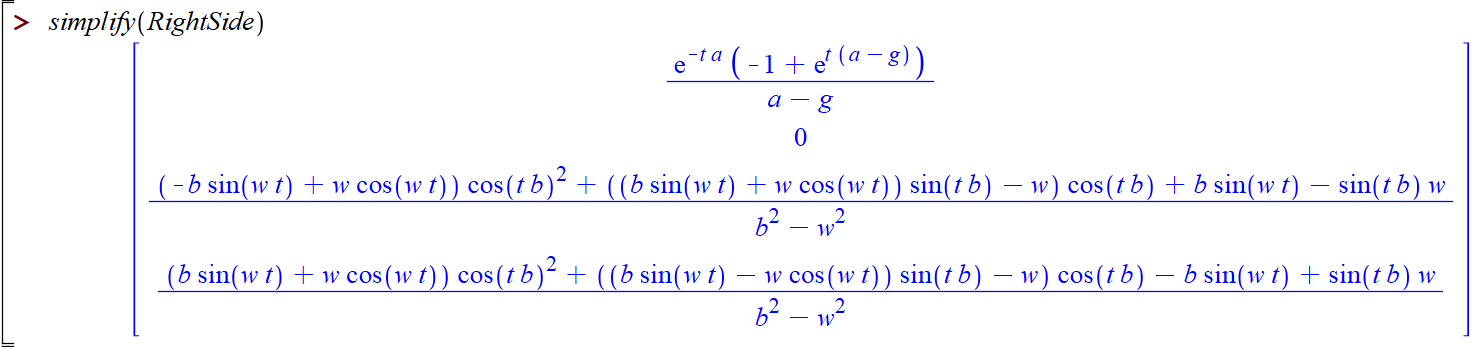 > simplify(RightSide)
e^{-t a} (-1 + e^{t (a - g)})
a - g
0
(-b sin(w t) + w cos(w t)) cos(t b)^2 + ((b sin(w t) + w cos(w t)) sin(t b) - w) cos(t b) + b sin(w t) - sin(t b) w
b^2 - w^2
(b sin(w t) + w cos(w t)) cos(t b)^2 + ((b sin(w t) - w cos(w t)) sin(t b) - w) cos(t b) - b sin(w t) + sin(t b) w
b^2 - w^2